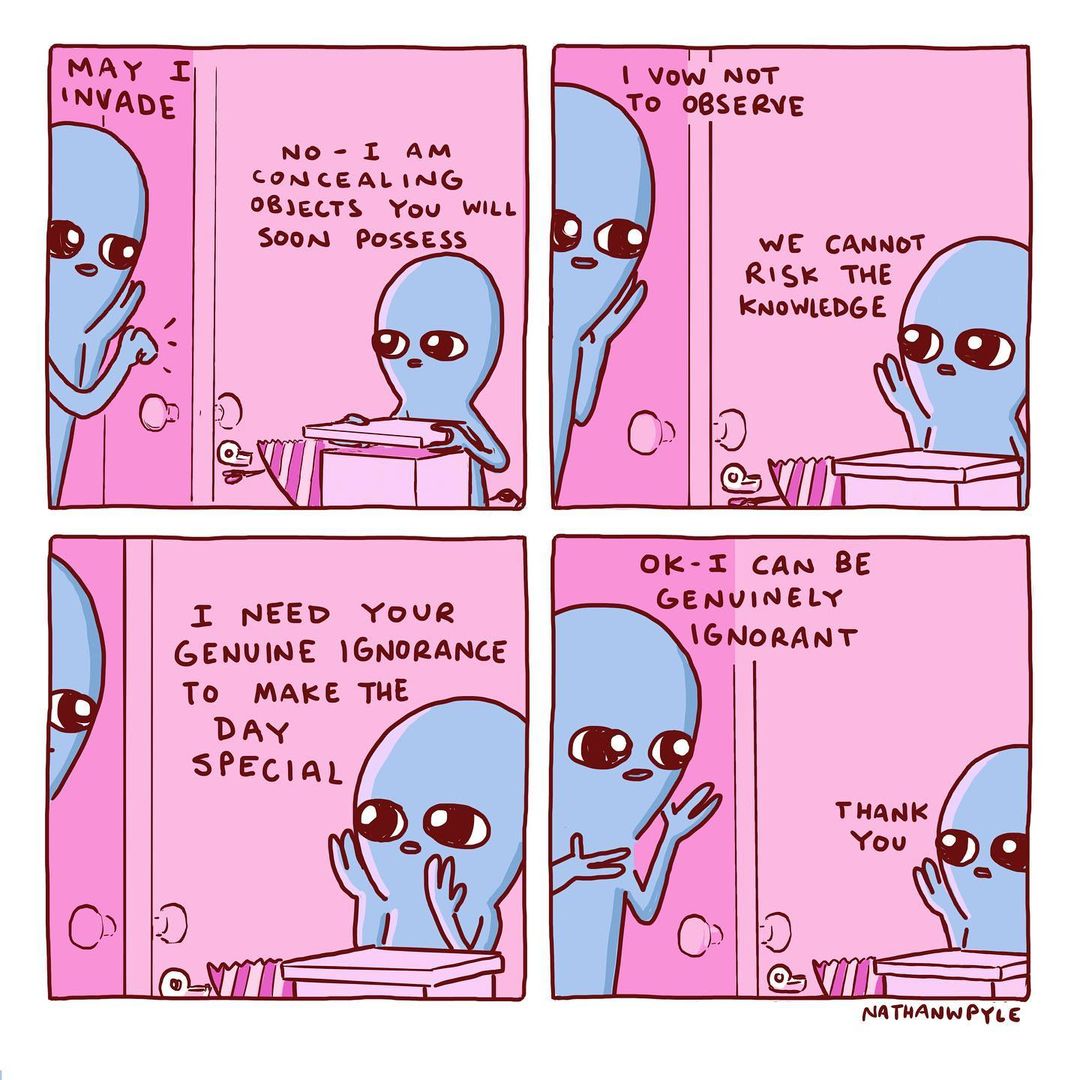 MAY I
INVADE
NO - I AM
CONCEALING
OBJECTS YOU WILL
SOON POSSESS
I VOW NOT
TO OBSERVE
WE CANNOT
RISK THE
KNOWLEDGE
I NEED YOUR
GENUINE IGNORANCE
TO MAKE THE
DAY
SPECIAL
OK - I CAN BE
GENUINELY
IGNORANT
THANK
YOU
NATHANWPYLE